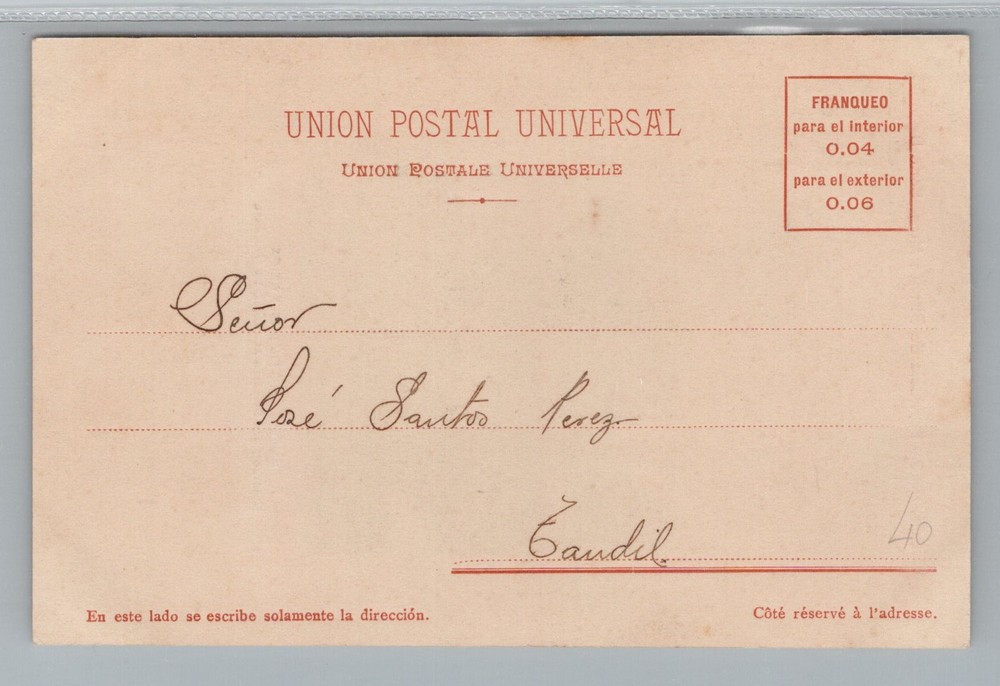 UNION POSTAL UNIVERSAL
UNION POSTALE UNIVERSELLE
FRANQUEO
para el interior
0.04
para el exterior
0.06
Señor
José Santos Perez
Tandil
40
En este lado se escribe solamente la dirección.
Côté réservé à l'adresse.